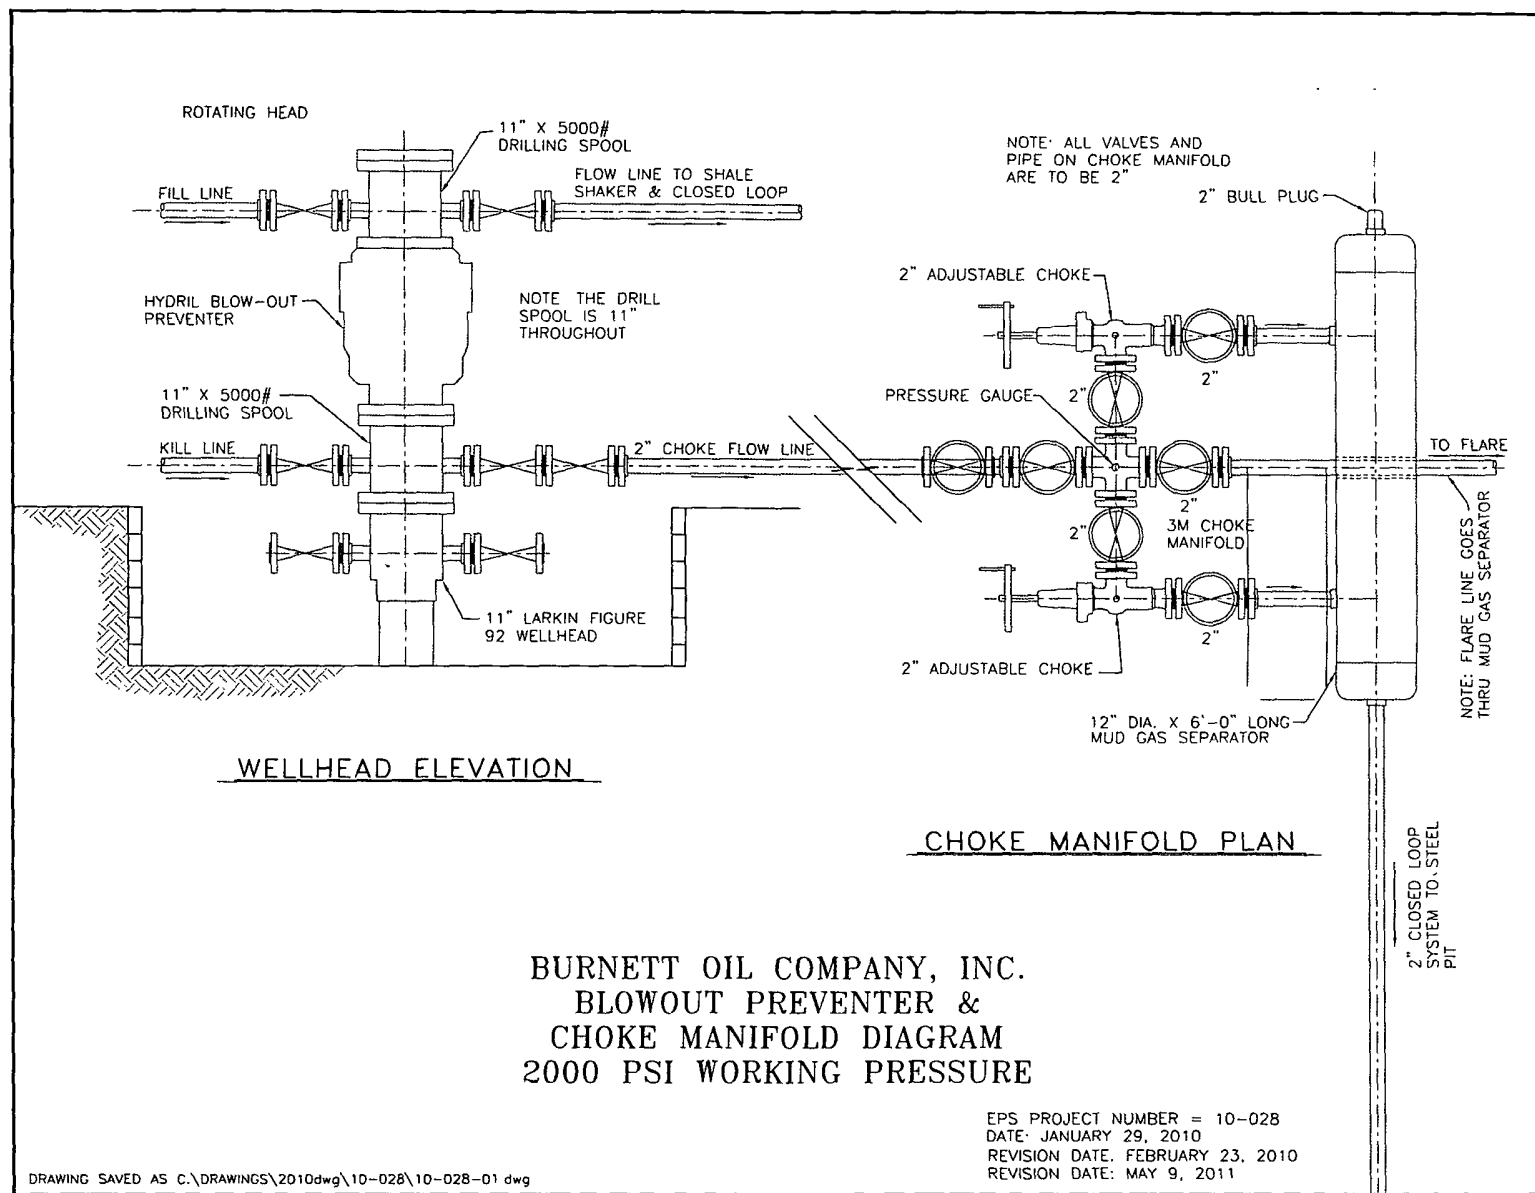 ROTATING HEAD
11" X 5000#
DRILLING SPOOL
FILL LINE
FLOW LINE TO SHALE
SHAKER & CLOSED LOOP
HYDRIL BLOW-OUT
PREVENTER
NOTE THE DRILL
SPOOL IS 11"
THROUGHOUT
11" X 5000#
DRILLING SPOOL
KILL LINE
2" CHOKE FLOW LINE
11" LARKIN FIGURE
92 WELLHEAD
WELLHEAD ELEVATION
NOTE· ALL VALVES AND
PIPE ON CHOKE MANIFOLD
ARE TO BE 2"
2" BULL PLUG
2" ADJUSTABLE CHOKE
2"
2"
PRESSURE GAUGE
TO FLARE
2"
3M CHOKE
MANIFOLD
2"
2"
2" ADJUSTABLE CHOKE
NOTE: FLARE LINE GOES
THRU MUD GAS SEPARATOR
12" DIA. X 6'-0" LONG
MUD GAS SEPARATOR
CHOKE MANIFOLD PLAN
2" CLOSED LOOP
SYSTEM TO STEEL
PIT
BURNETT OIL COMPANY, INC.
BLOWOUT PREVENTER &
CHOKE MANIFOLD DIAGRAM
2000 PSI WORKING PRESSURE
EPS PROJECT NUMBER = 10-028
DATE· JANUARY 29, 2010
REVISION DATE. FEBRUARY 23, 2010
REVISION DATE: MAY 9, 2011
DRAWING SAVED AS C.\DRAWINGS\2010dwg\10-028\10-028-01 dwg